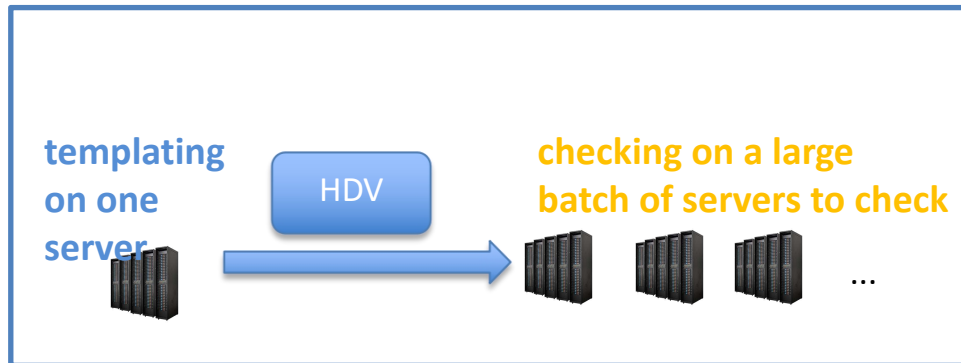 templating
on one
server
HDV
checking on a large
batch of servers to check
...